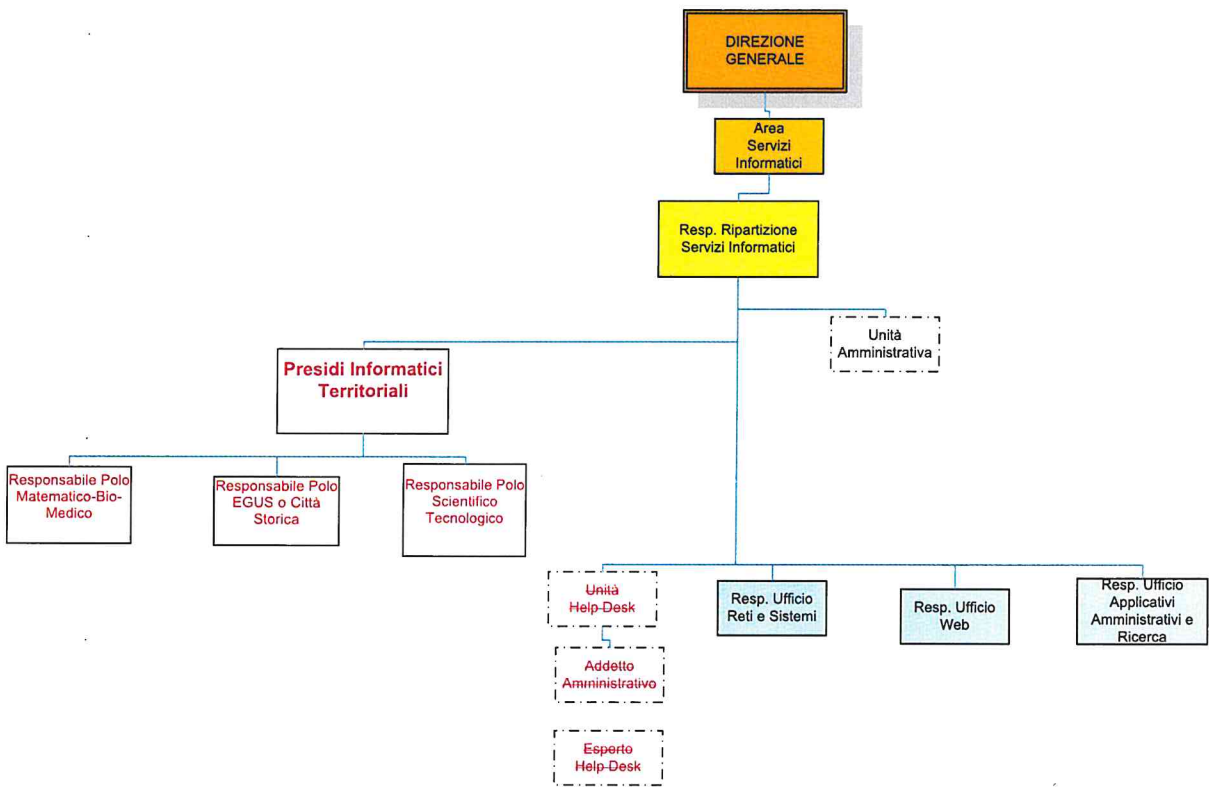 DIREZIONE
GENERALE
Area
Servizi
Informatici
Resp. Ripartizione
Servizi Informatici
Unità
Amministrativa
Presidi Informatici
Territoriali
Responsabile Polo
Matematico-Bio-
Medico
Responsabile Polo
EGUS o Città
Storica
Responsabile Polo
Scientifico
Tecnologico
Unità
Help Desk
Resp. Ufficio
Reti e Sistemi
Resp. Ufficio
Web
Resp. Ufficio
Applicativi
Amministrativi e
Ricerca
Addetto
Amministrativo
Esperto
Help Desk